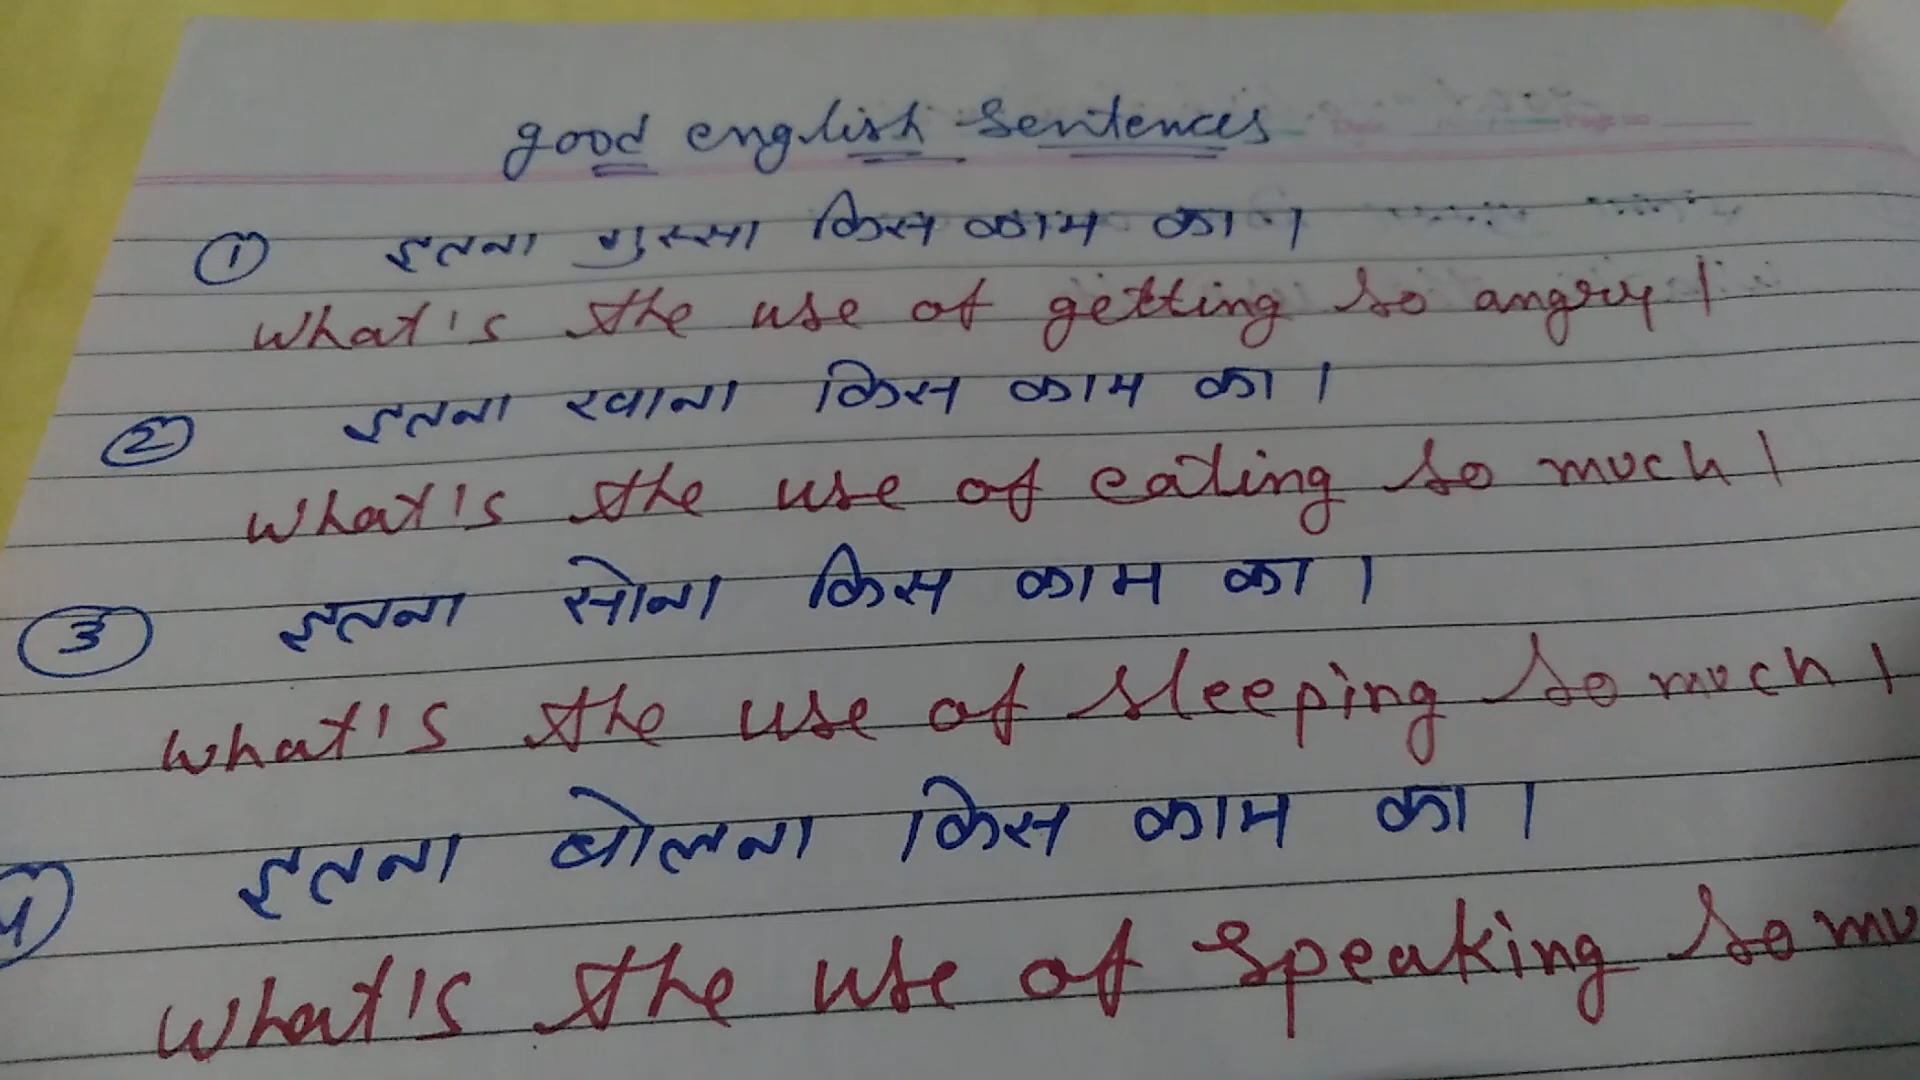 good english sentences
① इतना गुस्सा किस काम का।
What's the use of getting so angry।
② इतना खाना किस काम का।
What's the use of eating so much।
③ इतना सोना किस काम का।
What's the use of sleeping so much।
4 इतना बोलना किस काम का।
What's the use of speaking so mu